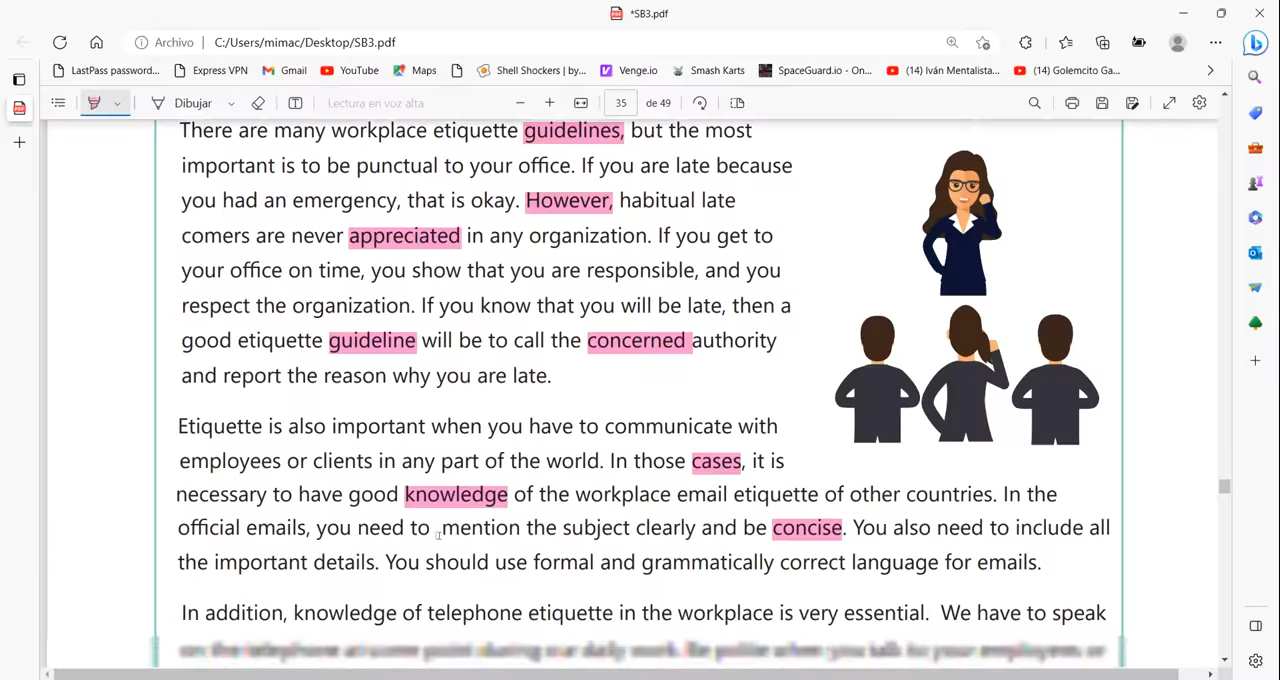 *SB3.pdf
Archivo C:/Users/mimac/Desktop/SB3.pdf
LastPass password... Express VPN Gmail YouTube Maps Shell Shockers | by... Venge.io Smash Karts SpaceGuard.io - On... (14) Iván Mentalista... (14) Golemcito Ga...
Dibujar Lectura en voz alta 35 de 49
There are many workplace etiquette guidelines, but the most
important is to be punctual to your office. If you are late because
you had an emergency, that is okay. However, habitual late
comers are never appreciated in any organization. If you get to
your office on time, you show that you are responsible, and you
respect the organization. If you know that you will be late, then a
good etiquette guideline will be to call the concerned authority
and report the reason why you are late.
Etiquette is also important when you have to communicate with
employees or clients in any part of the world. In those cases, it is
necessary to have good knowledge of the workplace email etiquette of other countries. In the
official emails, you need to mention the subject clearly and be concise. You also need to include all
the important details. You should use formal and grammatically correct language for emails.
In addition, knowledge of telephone etiquette in the workplace is very essential. We have to speak